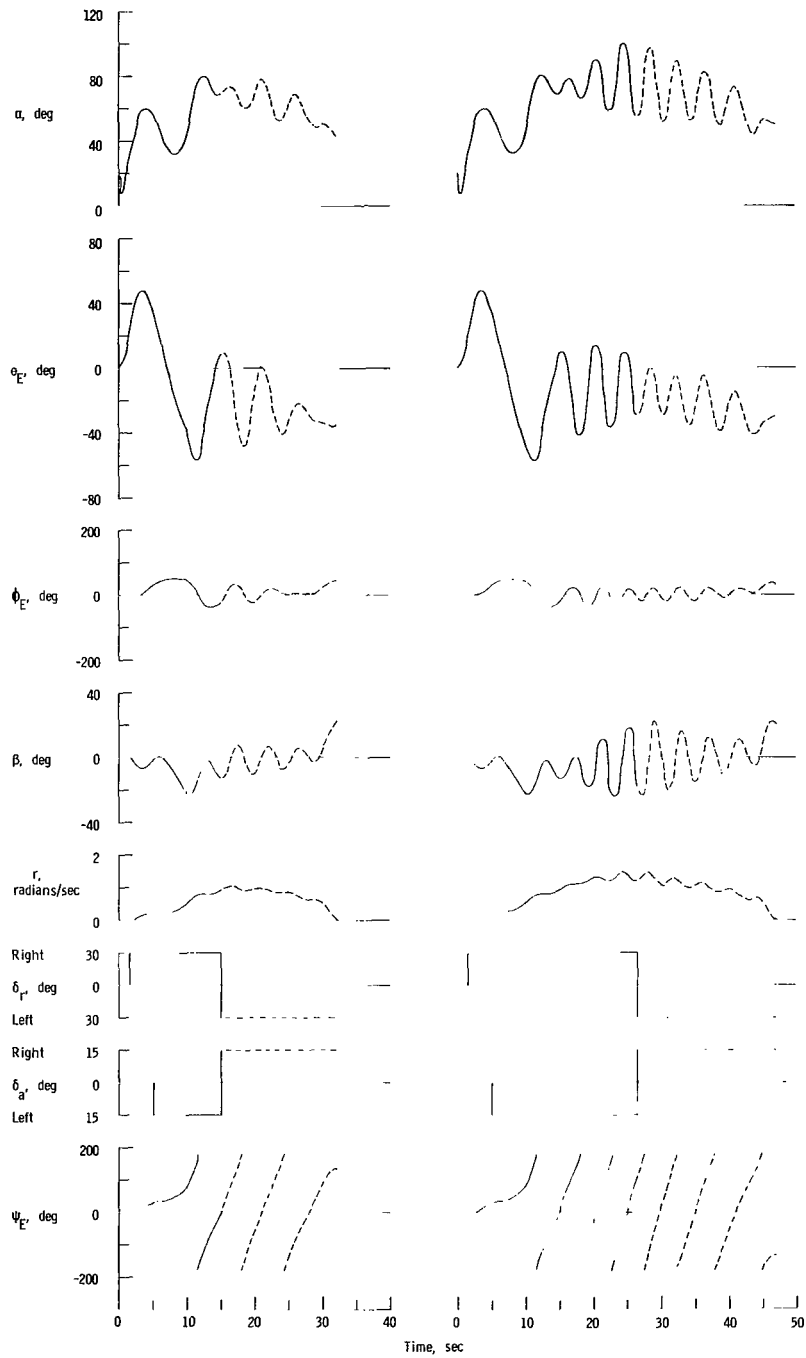 120
80
α, deg
40
0
80
40
θE, deg
0
-40
-80
200
ϕE, deg
0
-200
40
β, deg
0
-40
2
r,
radians/sec
0
Right 30
δr, deg 0
Left 30
Right 15
δa, deg 0
Left 15
200
ψE, deg 0
-200
0 10 20 30 40 0 10 20 30 40 50
Time, sec